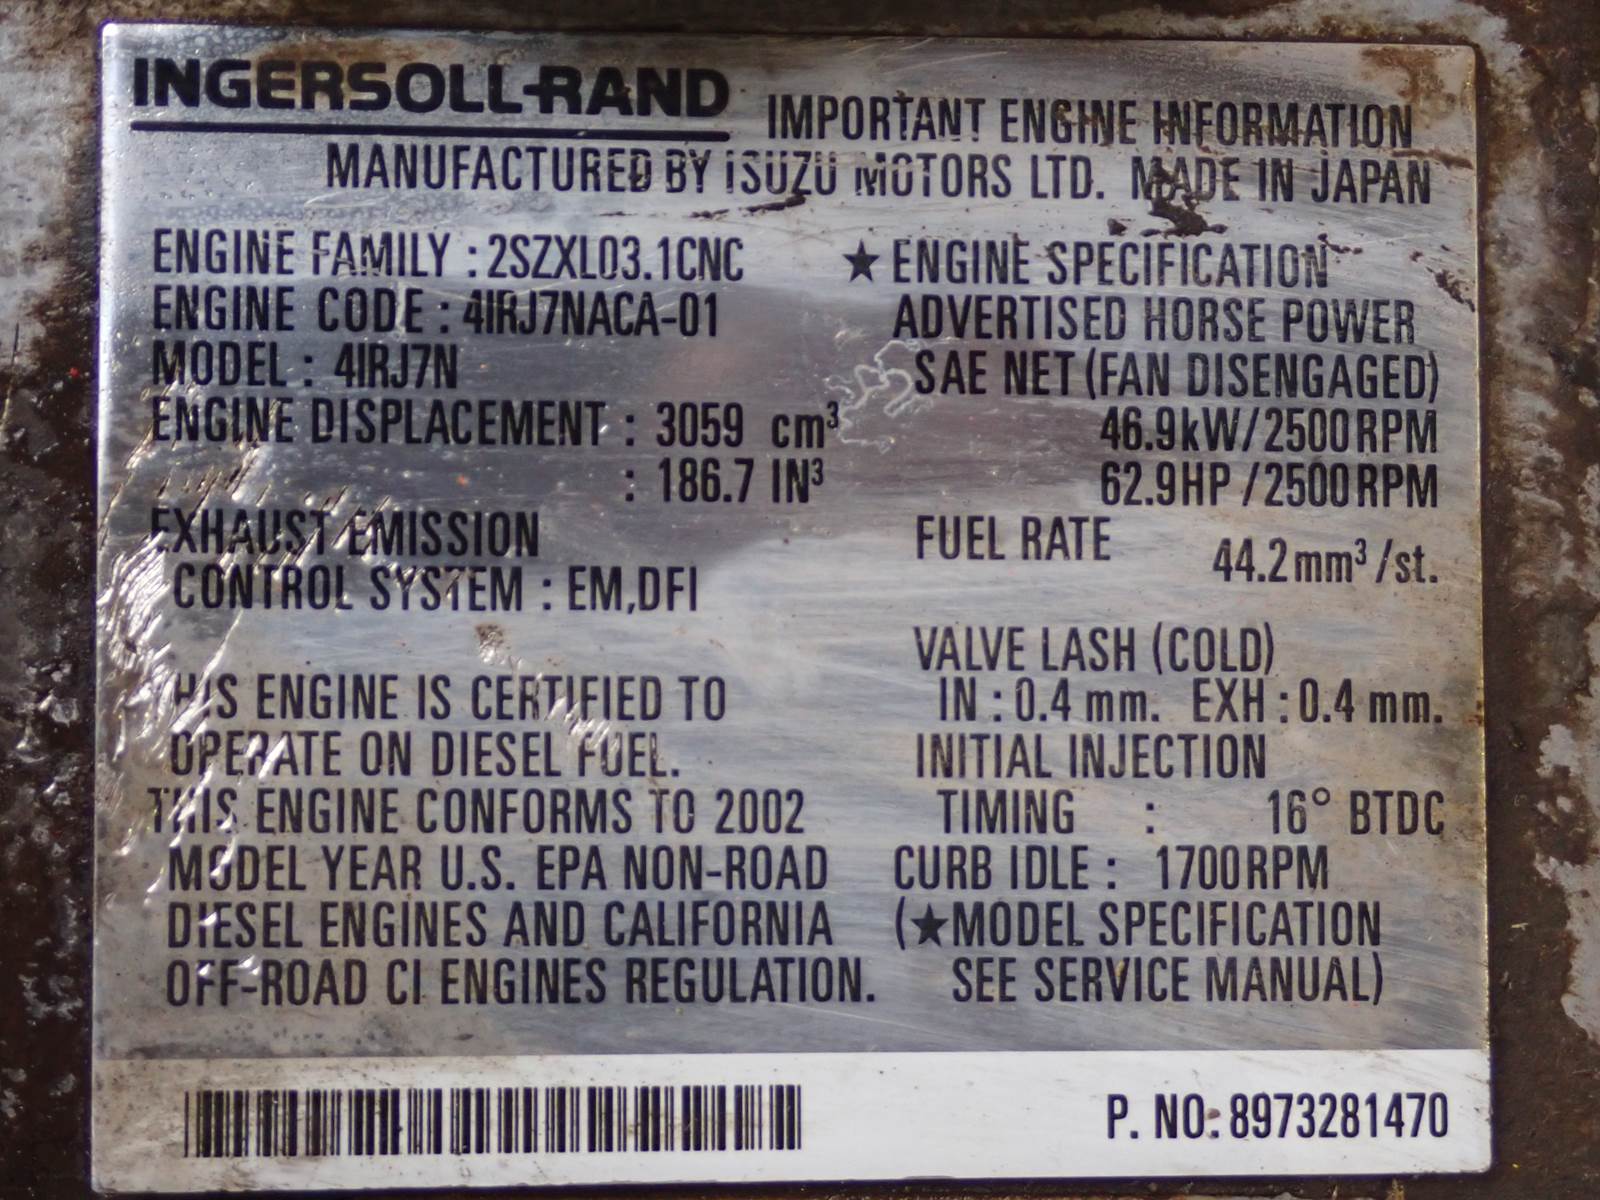 INGERSOLL-RAND
IMPORTANT ENGINE INFORMATION
MANUFACTURED BY ISUZU MOTORS LTD. MADE IN JAPAN
ENGINE FAMILY : 2SZXL03.1CNC
ENGINE CODE : 4IRJ7NACA-01
MODEL : 4IRJ7N
ENGINE DISPLACEMENT : 3059 cm³
: 186.7 IN³
EXHAUST EMISSION
CONTROL SYSTEM : EM,DFI
THIS ENGINE IS CERTIFIED TO
OPERATE ON DIESEL FUEL.
THIS ENGINE CONFORMS TO 2002
MODEL YEAR U.S. EPA NON-ROAD
DIESEL ENGINES AND CALIFORNIA
OFF-ROAD CI ENGINES REGULATION.
★ ENGINE SPECIFICATION
ADVERTISED HORSE POWER
SAE NET (FAN DISENGAGED)
46.9kW/2500RPM
62.9HP /2500RPM
FUEL RATE 44.2mm³/st.
VALVE LASH (COLD)
IN : 0.4 mm. EXH : 0.4 mm.
INITIAL INJECTION
TIMING : 16° BTDC
CURB IDLE : 1700RPM
(★MODEL SPECIFICATION
SEE SERVICE MANUAL)
P. NO: 8973281470